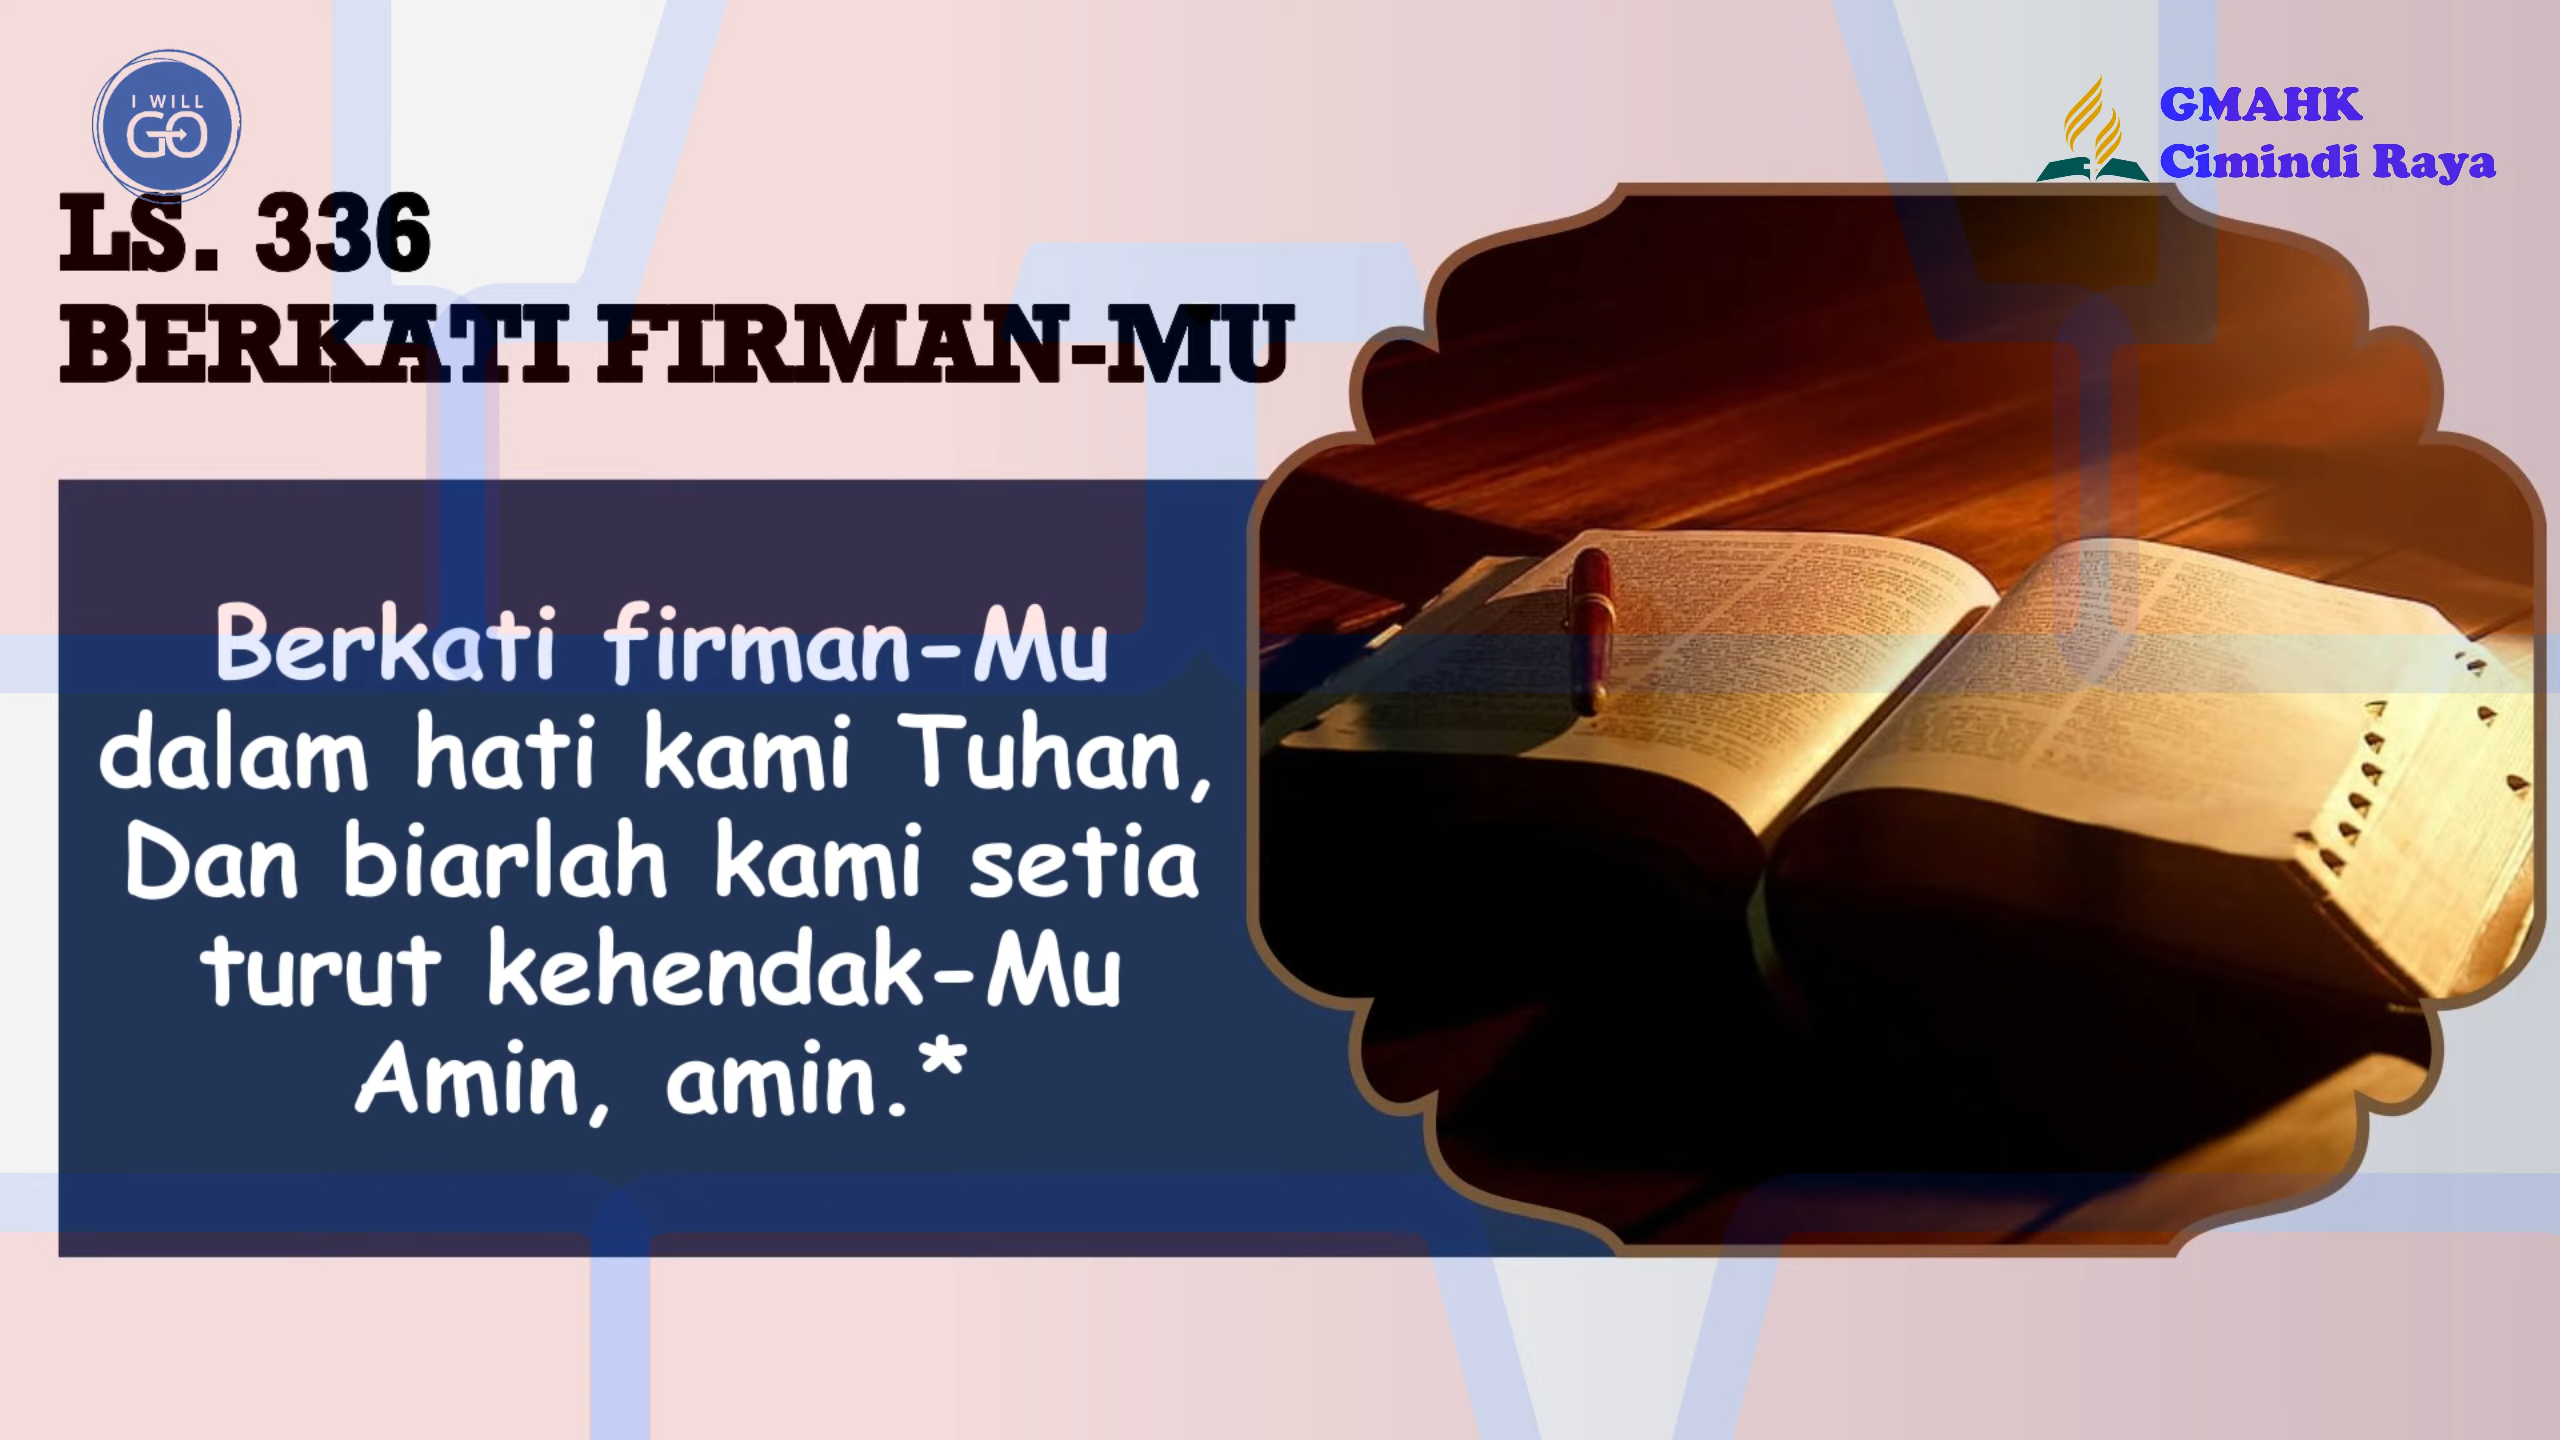 I WILL
GO
GMAHK
Cimindi Raya
LS. 336
BERKATI FIRMAN-MU
Berkati firman-Mu
dalam hati kami Tuhan,
Dan biarlah kami setia
turut kehendak-Mu
Amin, amin.*